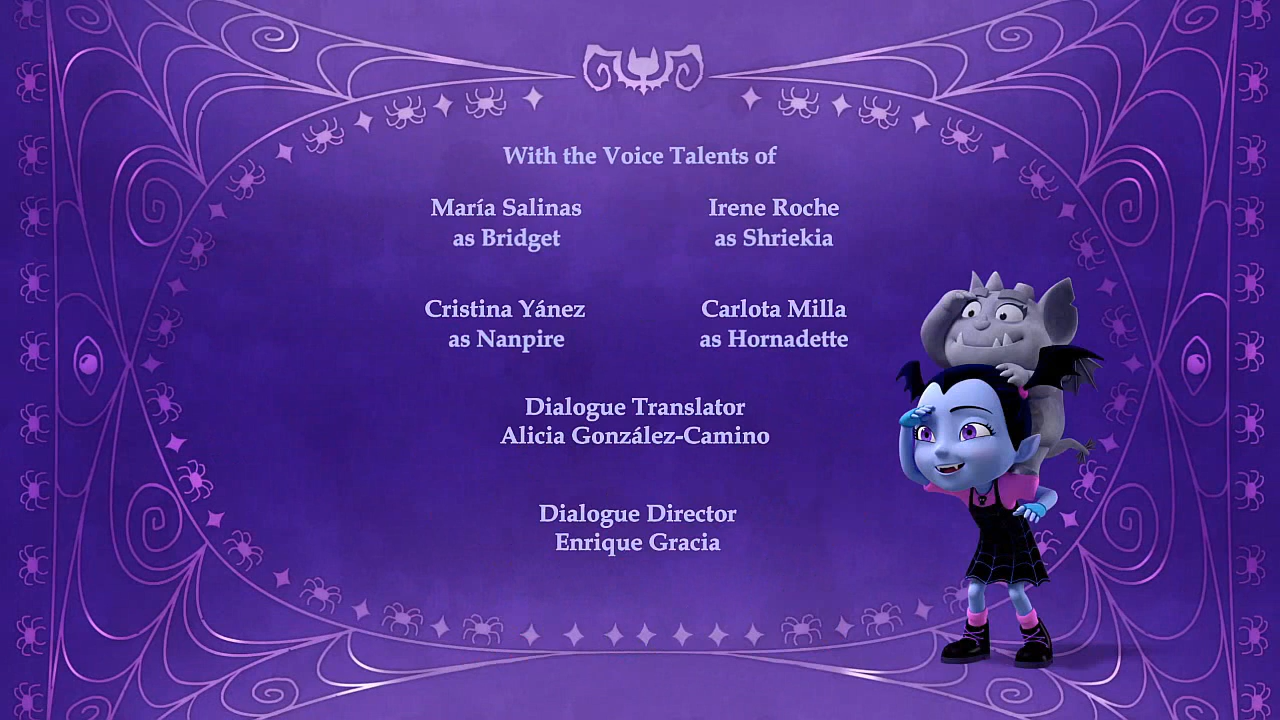 With the Voice Talents of
María Salinas
as Bridget
Irene Roche
as Shriekia
Cristina Yánez
as Nanpire
Carlota Milla
as Hornadette
Dialogue Translator
Alicia González-Camino
Dialogue Director
Enrique Gracia